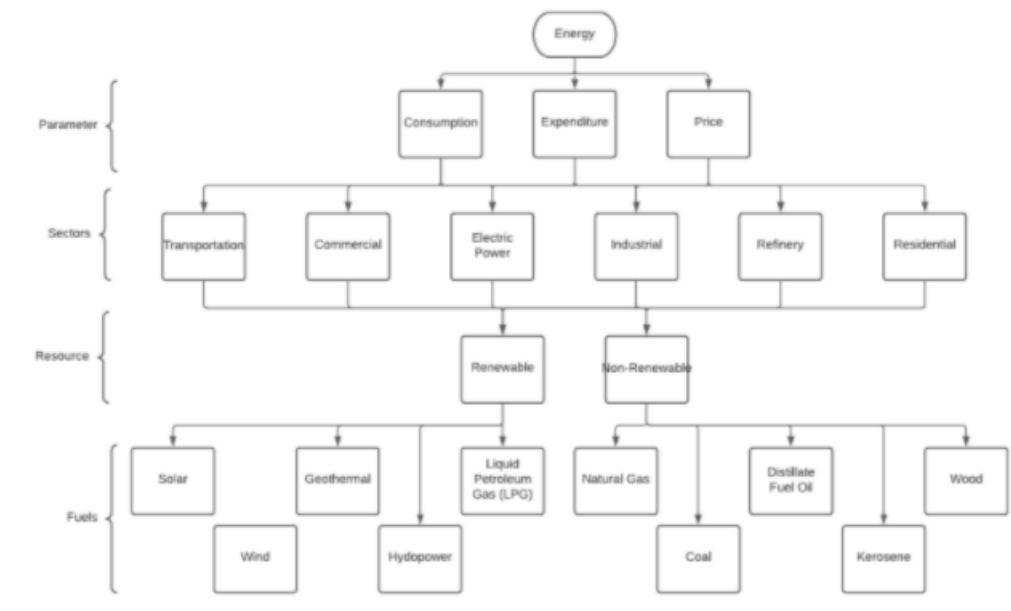 Energy
Parameter
Consumption
Expenditure
Price
Sectors
Transportation
Commercial
Electric
Power
Industrial
Refinery
Residential
Resource
Renewable
Non-Renewable
Fuels
Solar
Geothermal
Liquid
Petroleum
Gas (LPG)
Natural Gas
Distillate
Fuel Oil
Wood
Wind
Hydopower
Coal
Kerosene